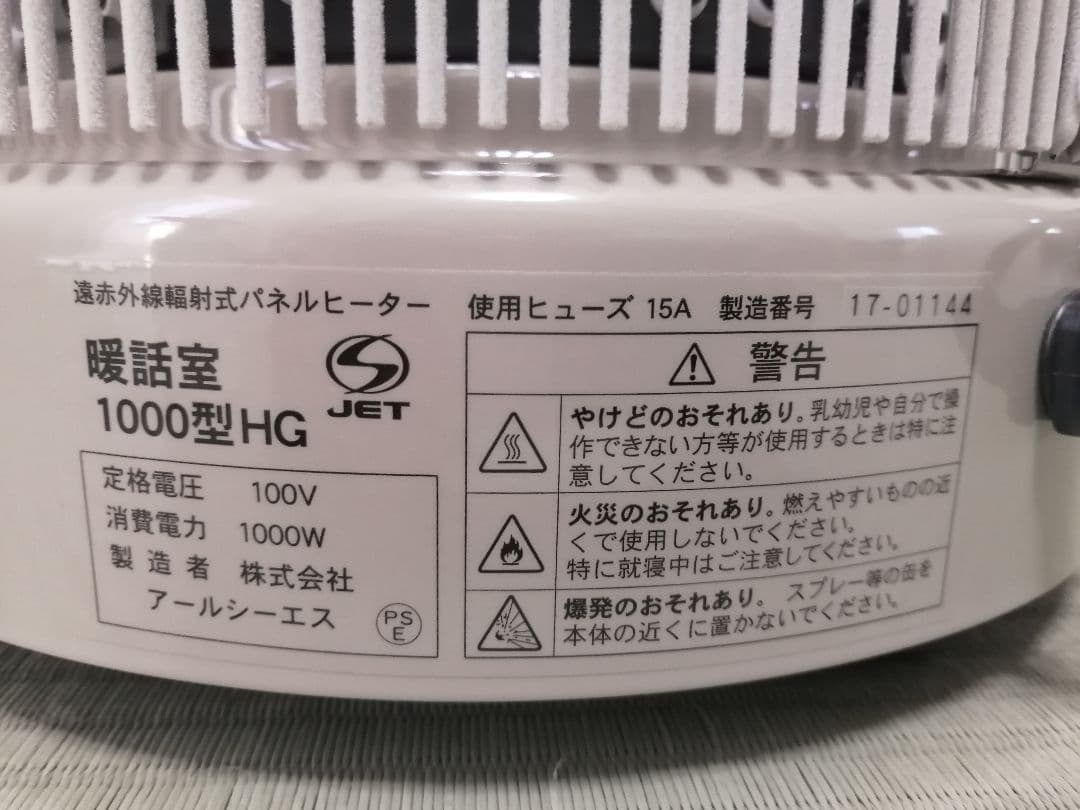 遠赤外線輻射式パネルヒーター
暖話室
1000型HG
JET
定格電圧 100V
消費電力 1000W
製造者 株式会社
アールシーエス
PS
E
使用ヒューズ 15A 製造番号 17-01144
警告
やけどのおそれあり。乳幼児や自分で操
作できない方等が使用するときは特に注
意してください。
火災のおそれあり。燃えやすいものの近
くで使用しないでください。
特に就寝中はご注意してください。
爆発のおそれあり。 スプレー等の缶を
本体の近くに置かないでください。